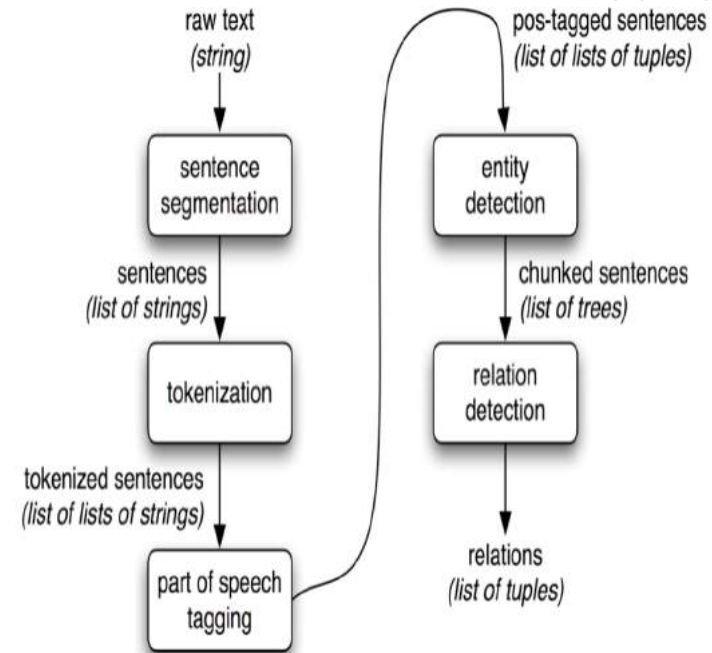 raw text
(string)
sentence
segmentation
sentences
(list of strings)
tokenization
tokenized sentences
(list of lists of strings)
part of speech
tagging
pos-tagged sentences
(list of lists of tuples)
entity
detection
chunked sentences
(list of trees)
relation
detection
relations
(list of tuples)